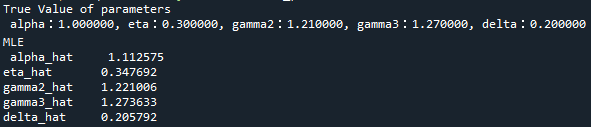 True Value of parameters
alpha：1.000000, eta：0.300000, gamma2：1.210000, gamma3：1.270000, delta：0.200000
MLE
alpha_hat 1.112575
eta_hat 0.347692
gamma2_hat 1.221006
gamma3_hat 1.273633
delta_hat 0.205792